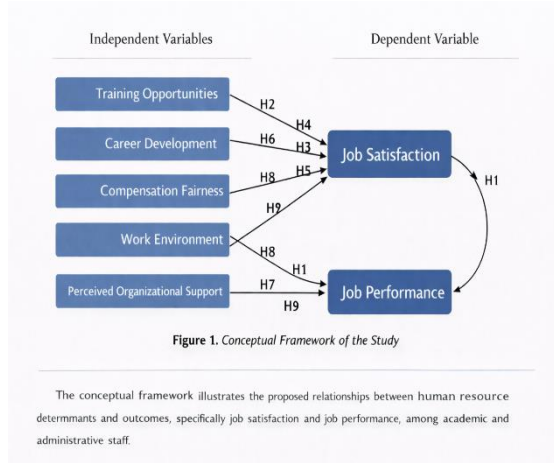 Independent Variables
Dependent Variable
Training Opportunities
H2
H4
Career Development
H6
H3
Job Satisfaction
Compensation Fairness
H8
H5
H1
H9
Work Environment
H8
H1
Perceived Organizational Support
H7
Job Performance
H9
Figure 1. Conceptual Framework of the Study
The conceptual framework illustrates the proposed relationships between human resource
determmants and outcomes, specifically job satisfaction and job performance, among academic and
administrative staff.